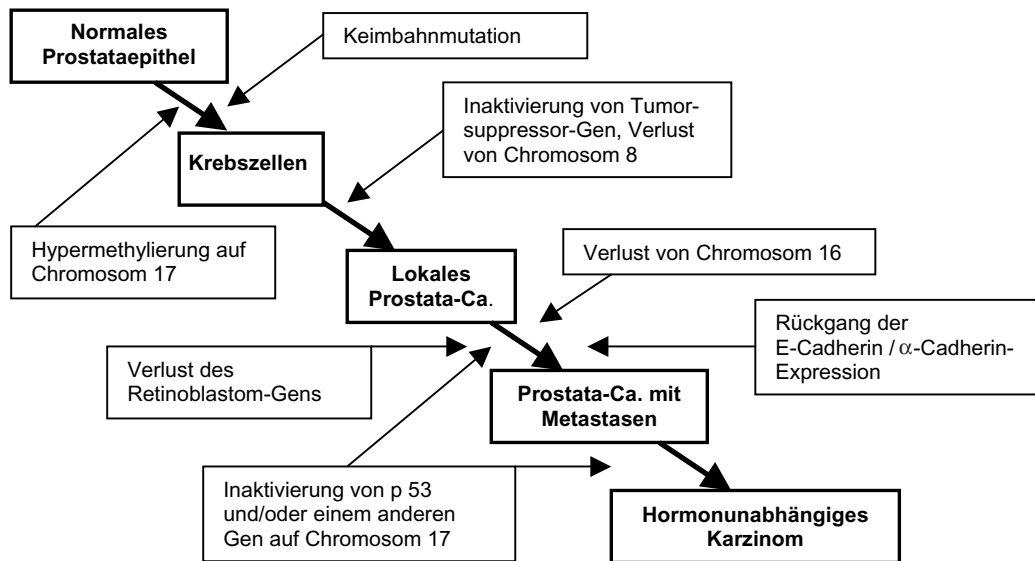 Normales
Prostataepithel
Keimbahnmutation
Inaktivierung von Tumor-
suppressor-Gen, Verlust
von Chromosom 8
Krebszellen
Hypermethylierung auf
Chromosom 17
Verlust von Chromosom 16
Lokales
Prostata-Ca.
Rückgang der
E-Cadherin / α-Cadherin-
Expression
Verlust des
Retinoblastom-Gens
Prostata-Ca. mit
Metastasen
Inaktivierung von p 53
und/oder einem anderen
Gen auf Chromosom 17
Hormonunabhängiges
Karzinom